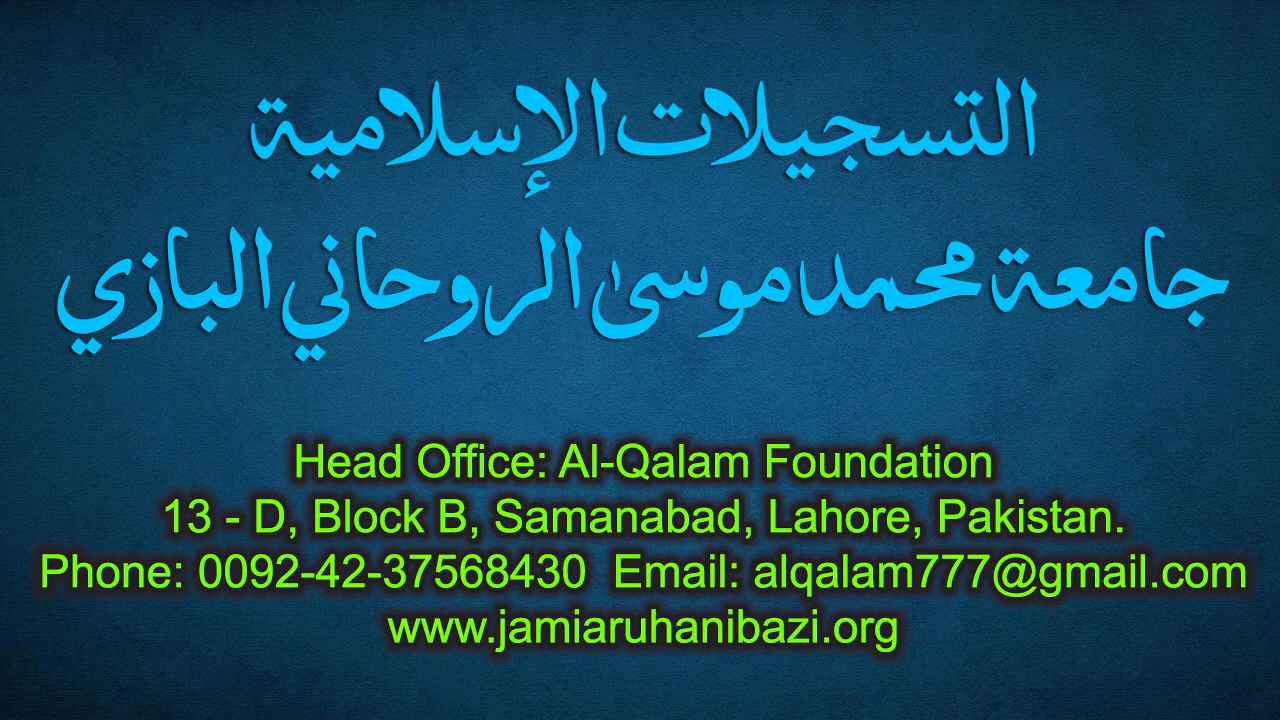 التسجيلات الإسلامية
جامعة محمد موسىٰ الروحاني البازي
Head Office: Al-Qalam Foundation
13 - D, Block B, Samanabad, Lahore, Pakistan.
Phone: 0092-42-37568430 Email: alqalam777@gmail.com
www.jamiaruhanibazi.org